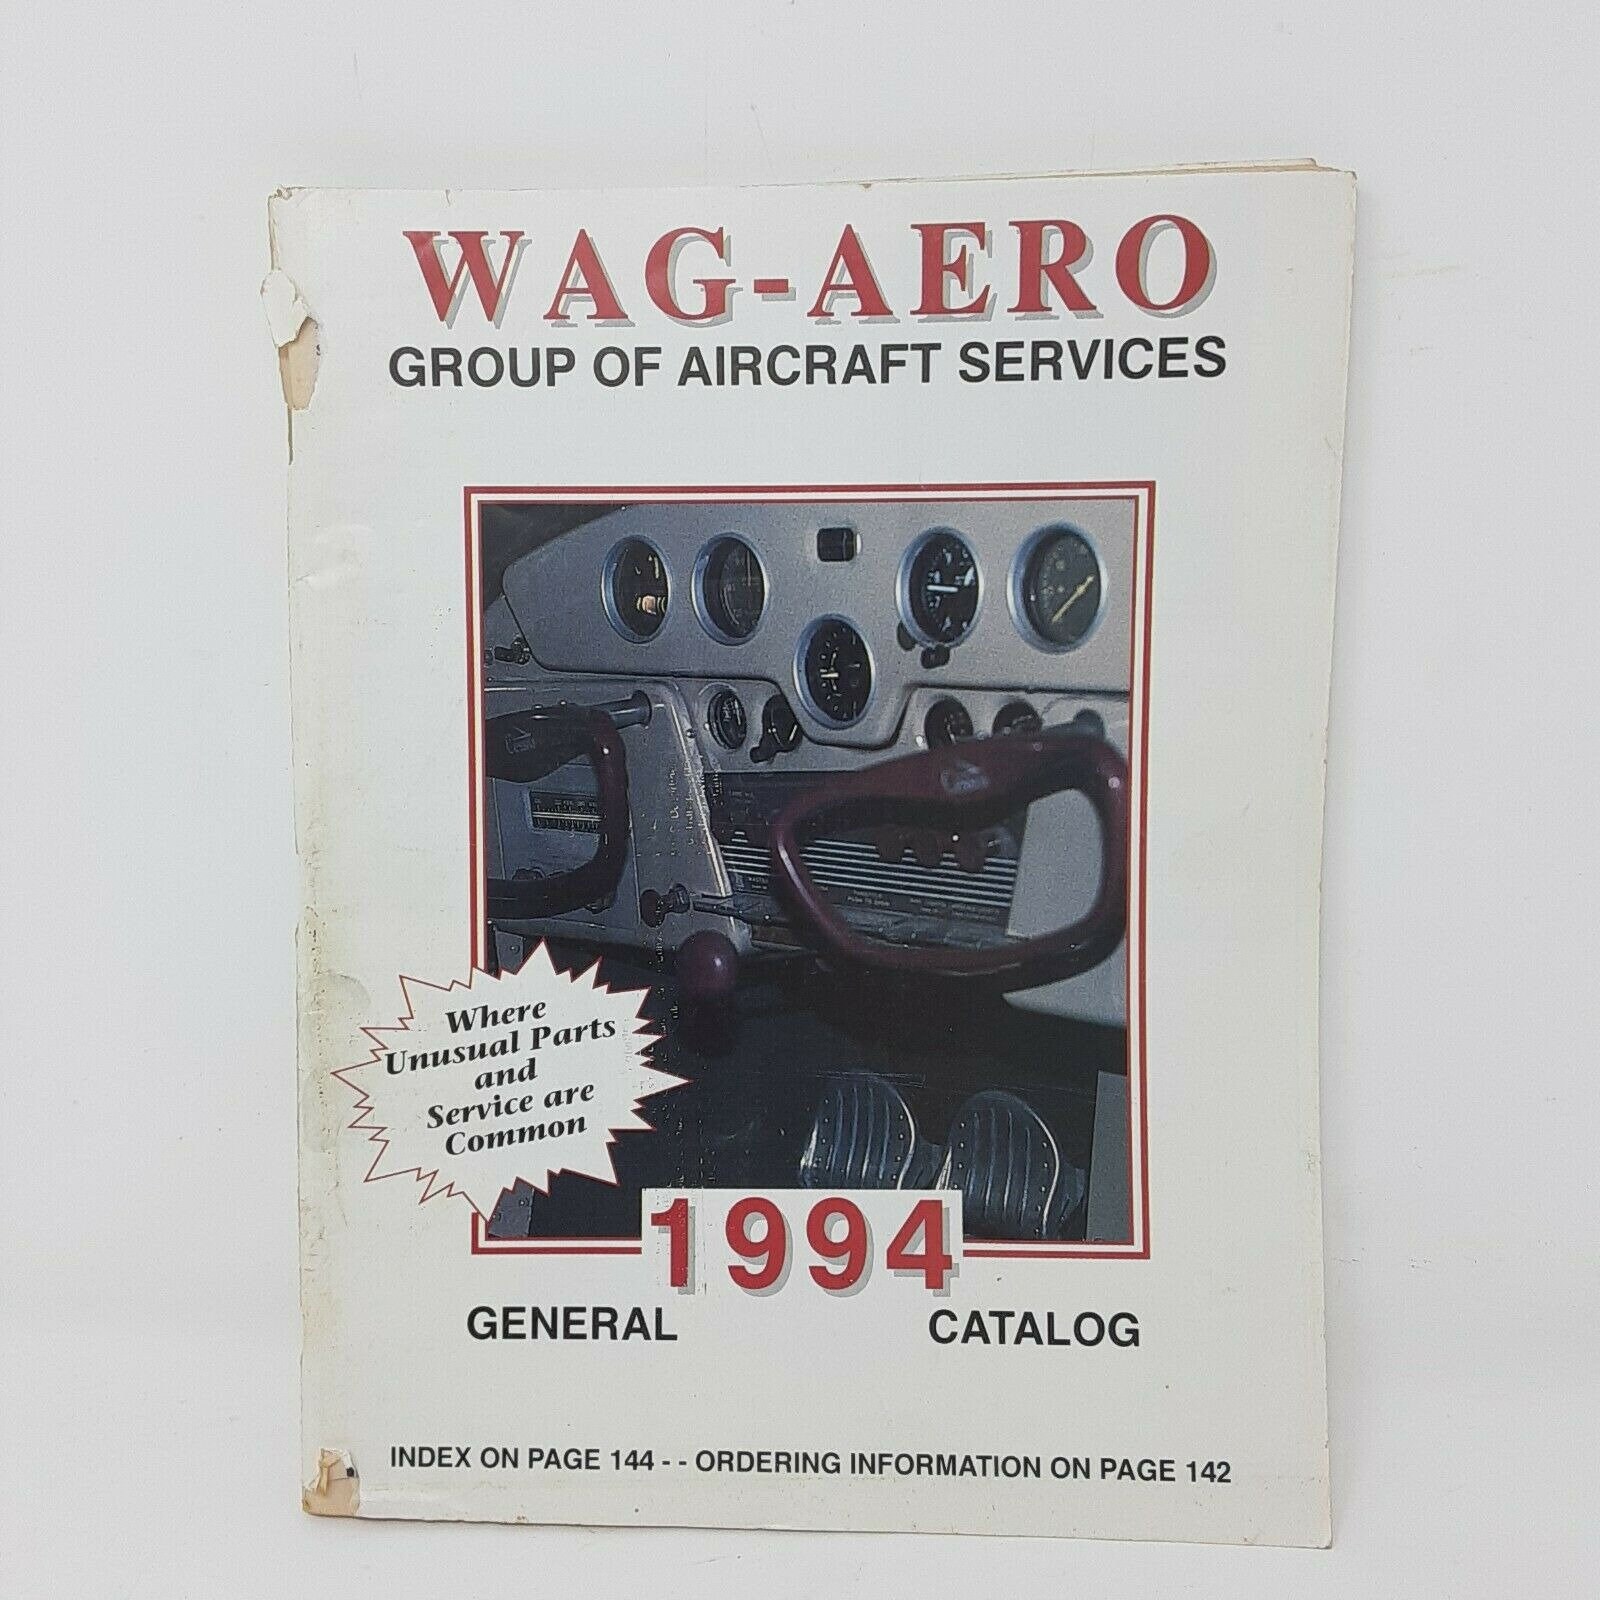 WAG-AERO
GROUP OF AIRCRAFT SERVICES
Where
Unusual Parts
and
Service are
Common
1994
GENERAL CATALOG
INDEX ON PAGE 144 - - ORDERING INFORMATION ON PAGE 142